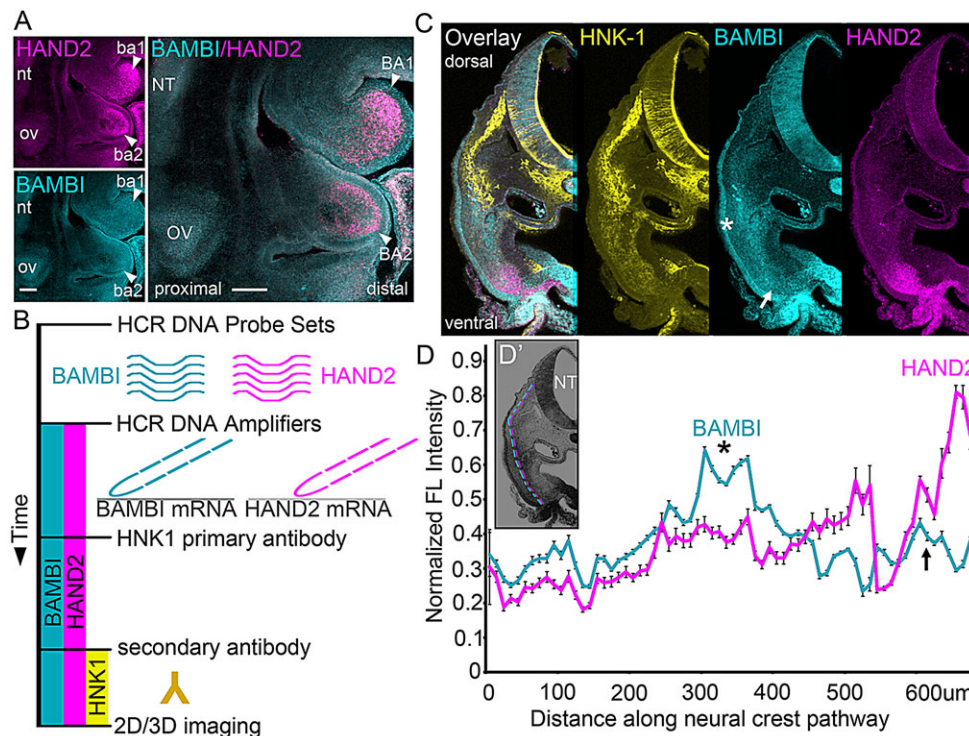 A
HAND2
nt
ba1
ov
ba2
BAMBI
nt
ba1
ov
ba2
BAMBI/HAND2
NT
BA1
OV
BA2
proximal
distal
B
HCR DNA Probe Sets
BAMBI
HAND2
HCR DNA Amplifiers
BAMBI mRNA
HAND2 mRNA
Time
HNK1 primary antibody
BAMBI
HAND2
secondary antibody
HNK1
2D/3D imaging
C
Overlay
HNK-1
BAMBI
HAND2
dorsal
*
ventral
D
D'
NT
HAND2
BAMBI
*
Normalized FL Intensity
0.9
0.8
0.7
0.6
0.5
0.4
0.3
0.2
0.1
0
0 100 200 300 400 500 600um
Distance along neural crest pathway